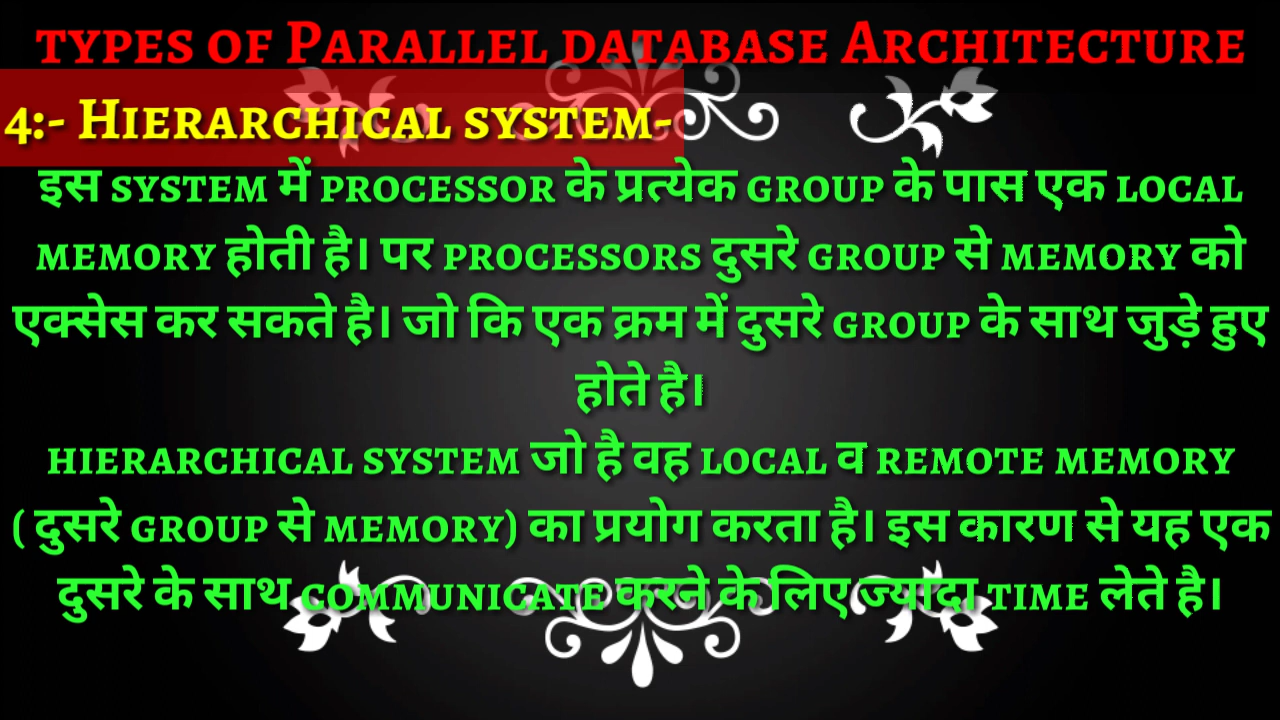 types of Parallel database Architecture
4:- Hierarchical system-
इस system में processor के प्रत्येक group के पास एक local
memory होती है। पर processors दुसरे group से memory को
एक्सेस कर सकते है। जो कि एक क्रम में दुसरे group के साथ जुड़े हुए
होते है।
hierarchical system जो है वह local व remote memory
( दुसरे group से memory) का प्रयोग करता है। इस कारण से यह एक
दुसरे के साथ communicate करने के लिए ज्यादा time लेते है।